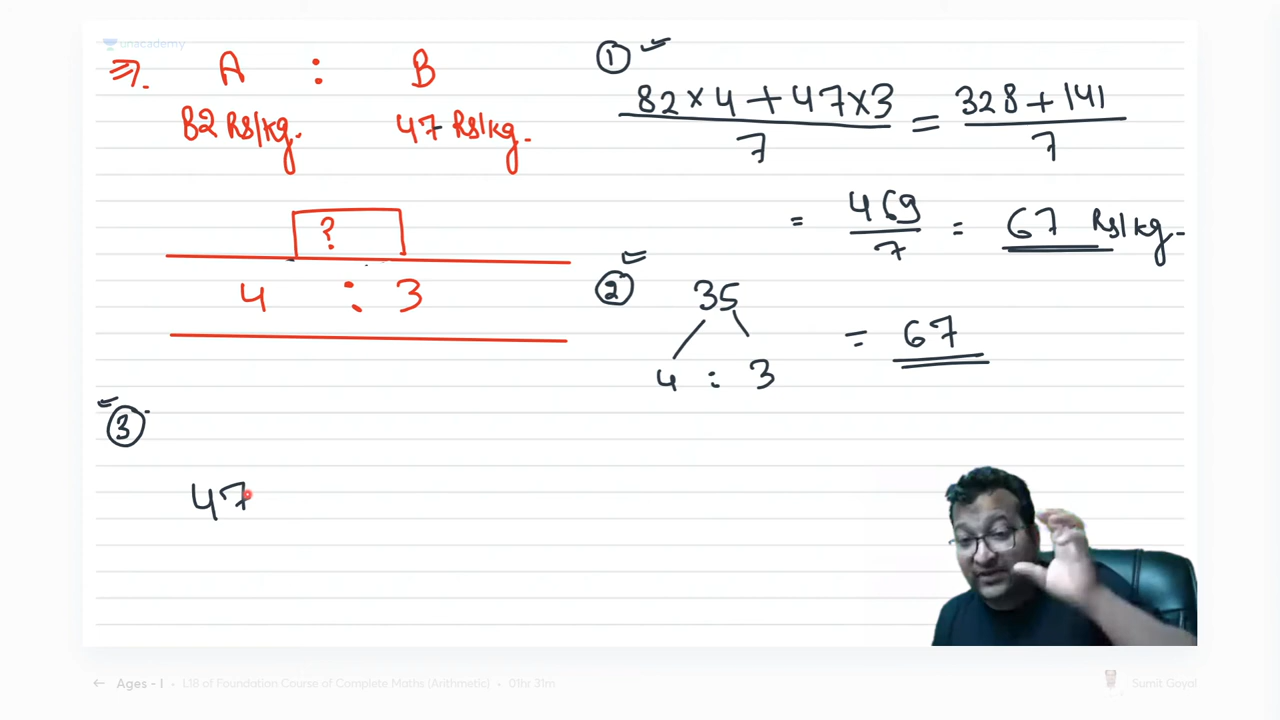 unacademy
⇒. A : B
82 Rs/kg. 47 Rs/kg.
?
4 : 3
①
82 × 4 + 47 × 3 = 328 + 141
7 7
= 469 = 67 Rs/kg.
7
②
35
4 : 3 = 67
③
47
← Ages - I • L18 of Foundation Course of Complete Maths (Arithmetic) • 01hr 31m
Sumit Goyal